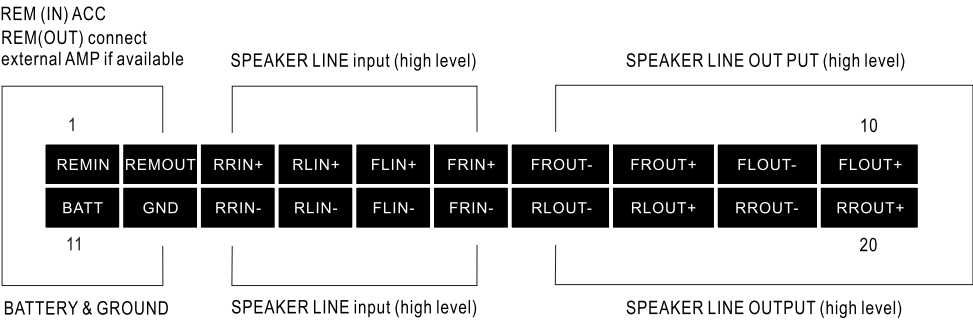 REM (IN) ACC
REM(OUT) connect
external AMP if available
SPEAKER LINE input (high level)
SPEAKER LINE OUT PUT (high level)
1
10
REMIN REMOUT RRIN+ RLIN+ FLIN+ FRIN+ FROUT- FROUT+ FLOUT- FLOUT+
BATT GND RRIN- RLIN- FLIN- FRIN- RLOUT- RLOUT+ RROUT- RROUT+
11
20
BATTERY & GROUND
SPEAKER LINE input (high level)
SPEAKER LINE OUTPUT (high level)